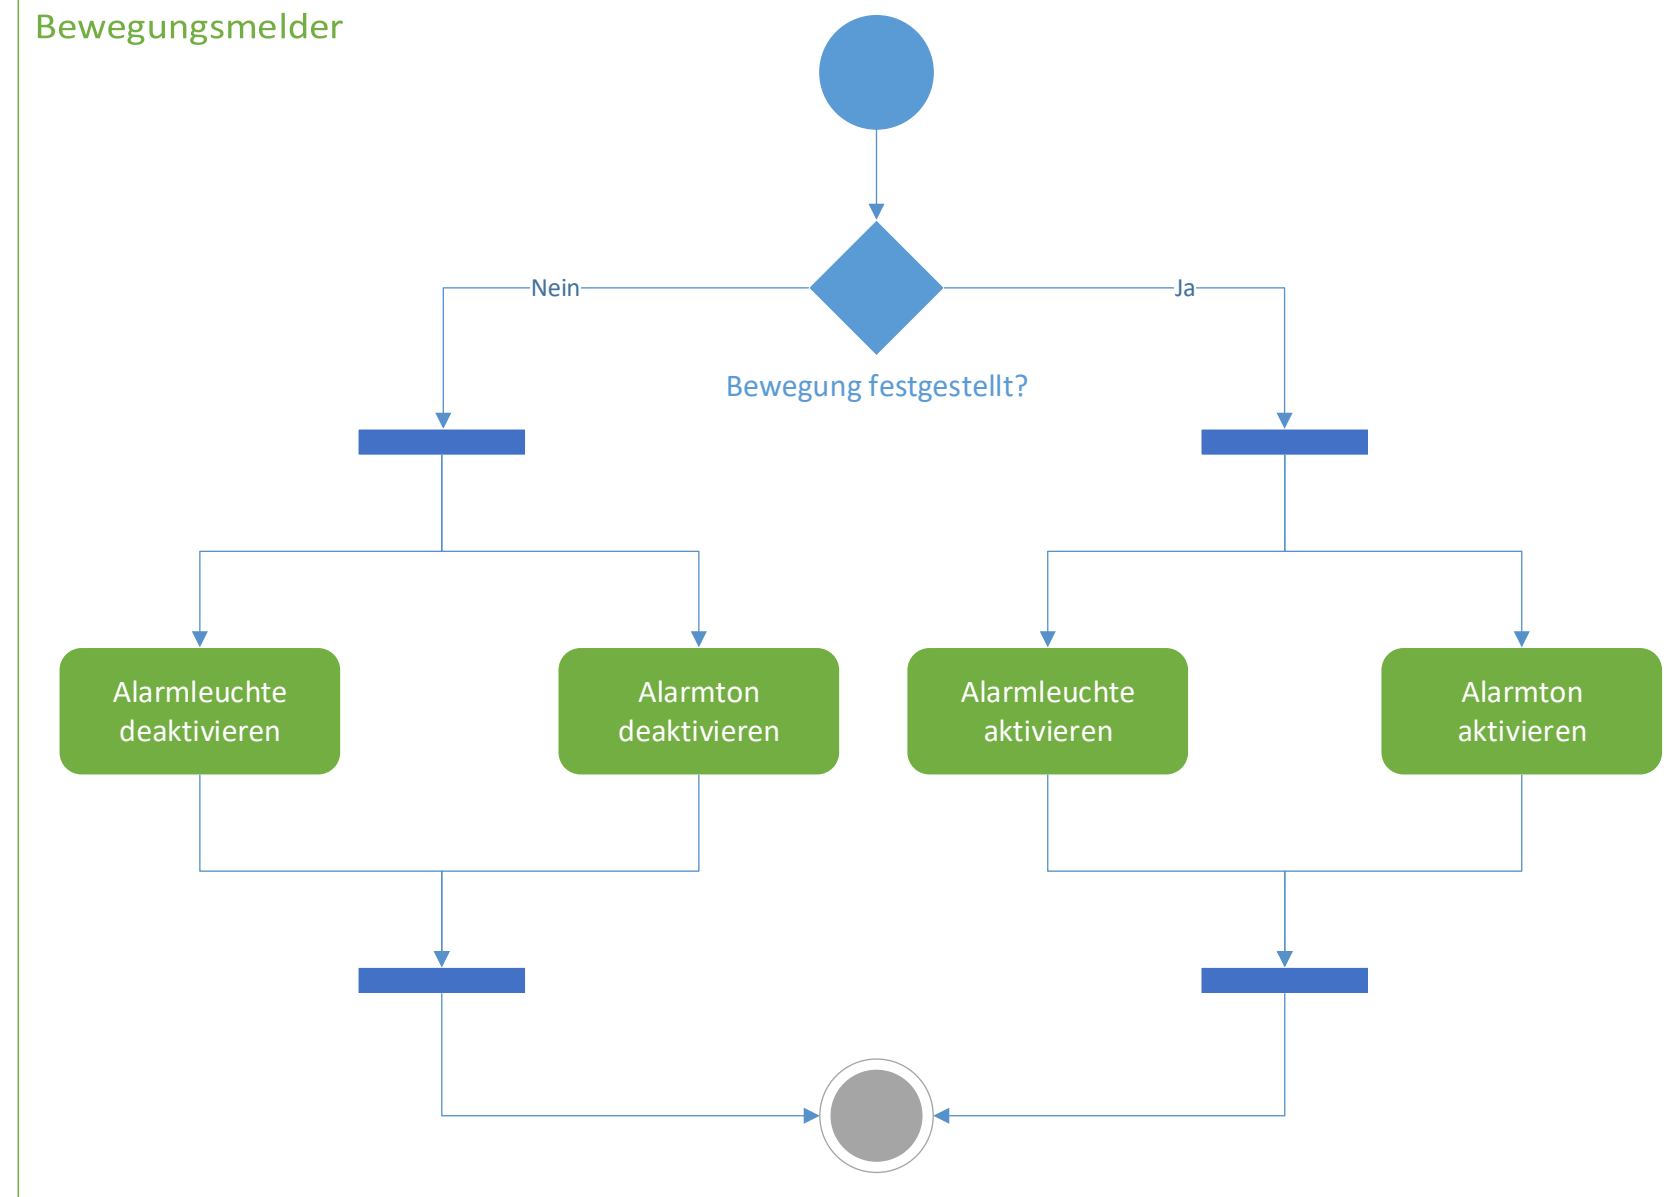 Bewegungsmelder
Nein
Ja
Bewegung festgestellt?
Alarmleuchte
deaktivieren
Alarmton
deaktivieren
Alarmleuchte
aktivieren
Alarmton
aktivieren